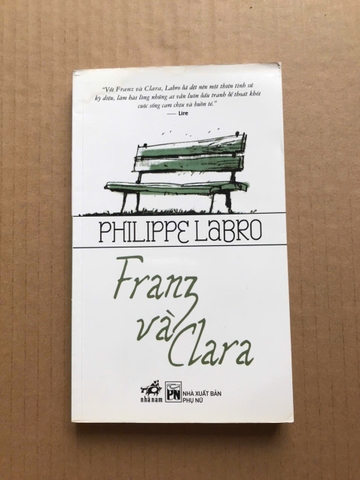 "Với Franz và Clara, Labro đã dệt nên một thiên tình sử
kỳ diệu, làm hài lòng những ai vẫn luôn đấu tranh để thoát khỏi
cuộc sống cam chịu và buồn tẻ."
— Lire
PHILIPPE LABRO
Franz
và
Clara
nhã nam
PN
NHÀ XUẤT BẢN
PHỤ NỮ